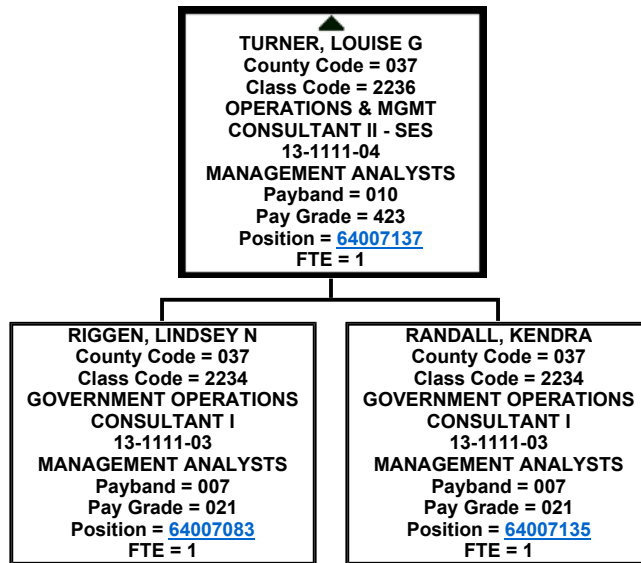 TURNER, LOUISE G
County Code = 037
Class Code = 2236
OPERATIONS & MGMT
CONSULTANT II - SES
13-1111-04
MANAGEMENT ANALYSTS
Payband = 010
Pay Grade = 423
Position = 64007137
FTE = 1
RIGGEN, LINDSEY N
County Code = 037
Class Code = 2234
GOVERNMENT OPERATIONS
CONSULTANT I
13-1111-03
MANAGEMENT ANALYSTS
Payband = 007
Pay Grade = 021
Position = 64007083
FTE = 1
RANDALL, KENDRA
County Code = 037
Class Code = 2234
GOVERNMENT OPERATIONS
CONSULTANT I
13-1111-03
MANAGEMENT ANALYSTS
Payband = 007
Pay Grade = 021
Position = 64007135
FTE = 1